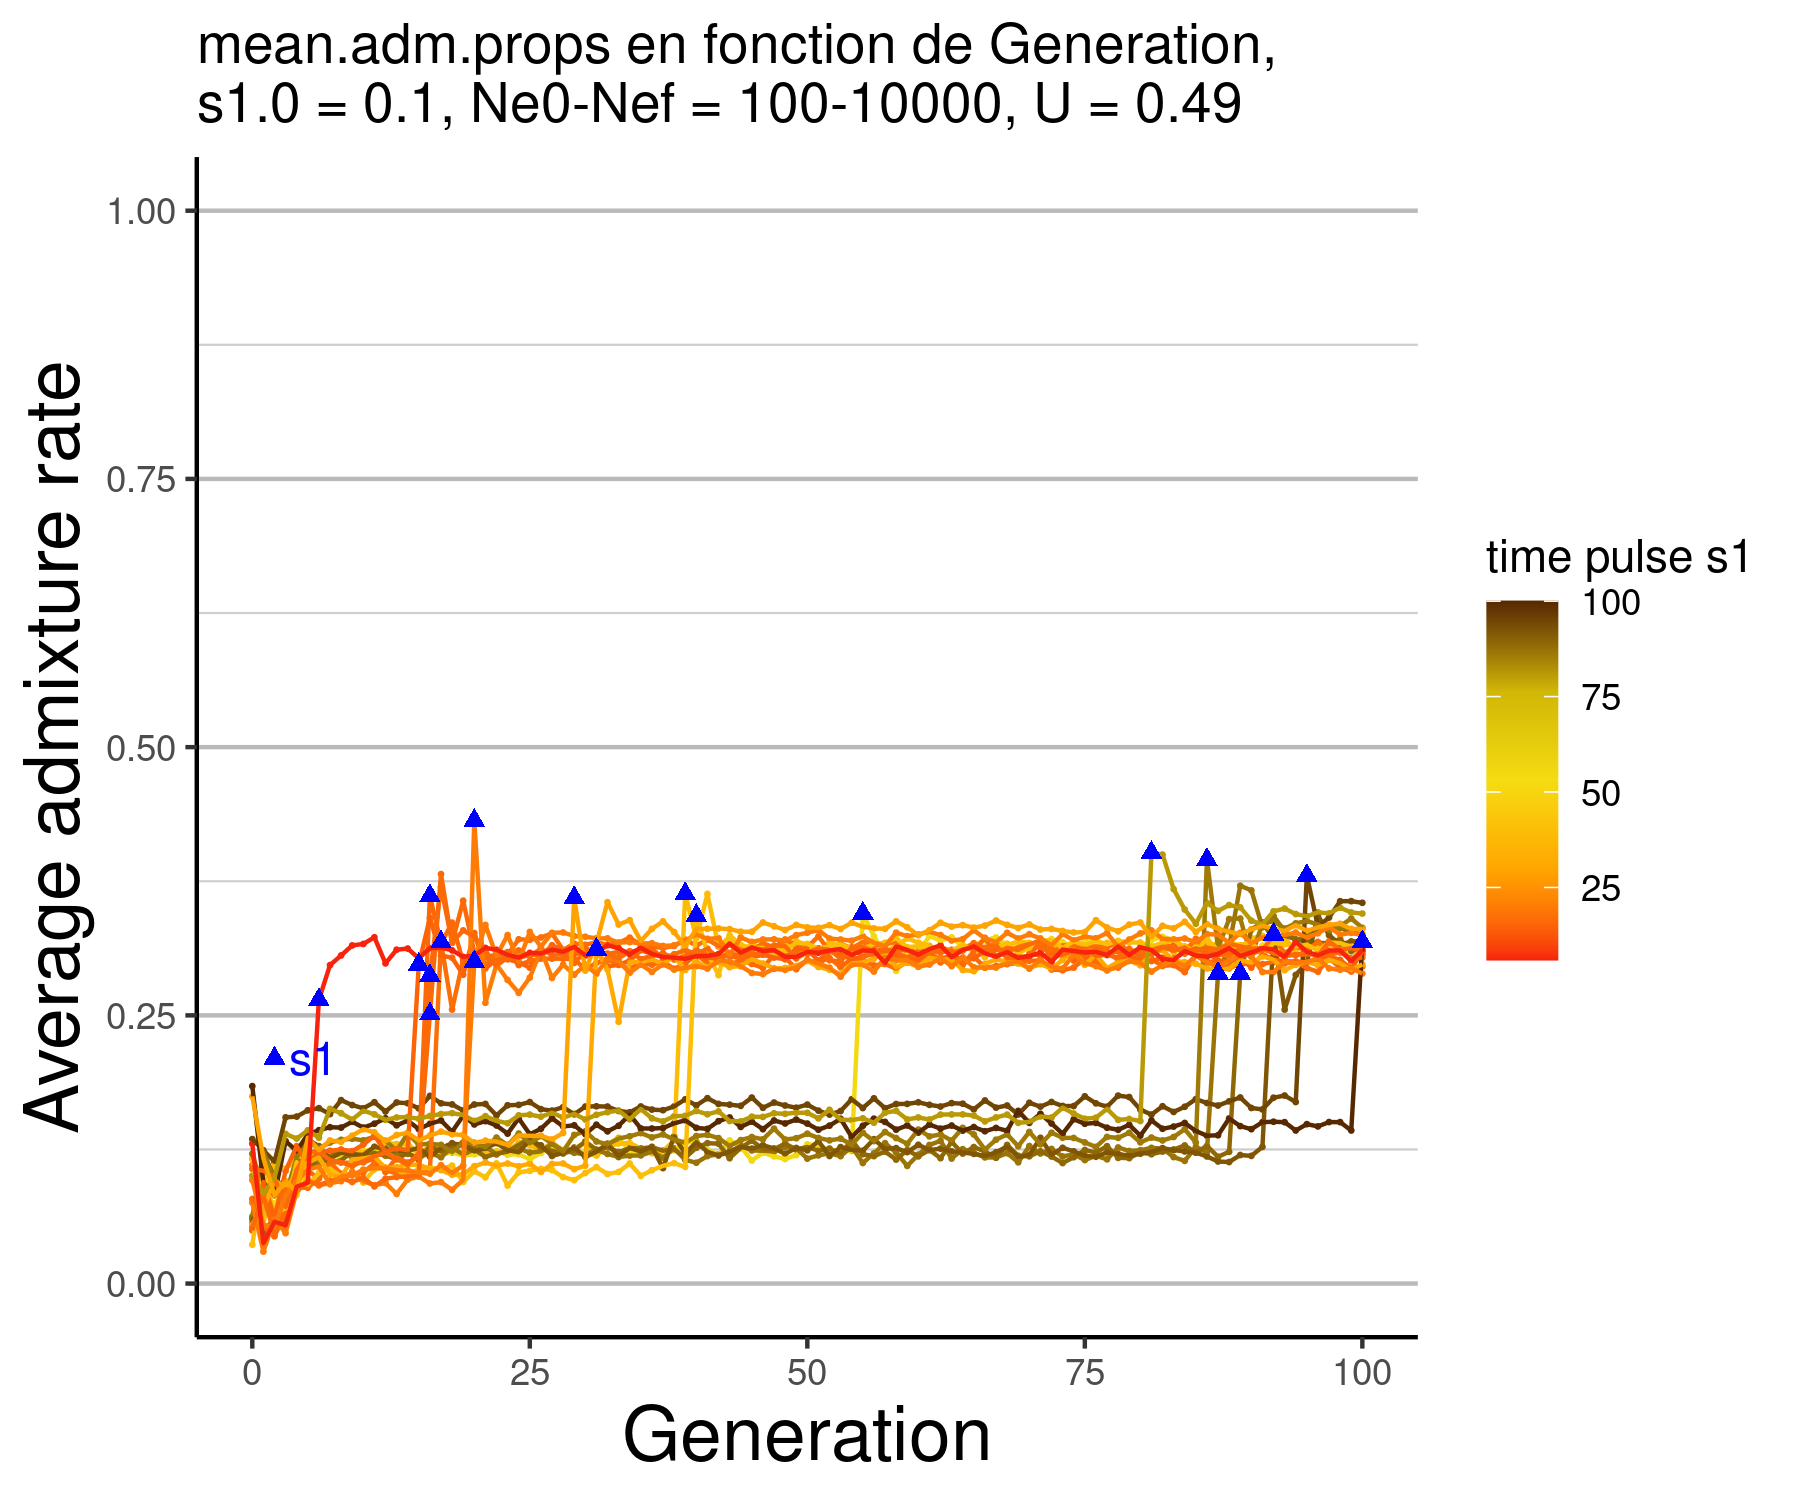 mean.adm.props en fonction de Generation,
s1.0 = 0.1, Ne0-Nef = 100-10000, U = 0.49
Average admixture rate
1.00
0.75
0.50
0.25
0.00
s1
0
25
50
75
100
Generation
time pulse s1
100
75
50
25